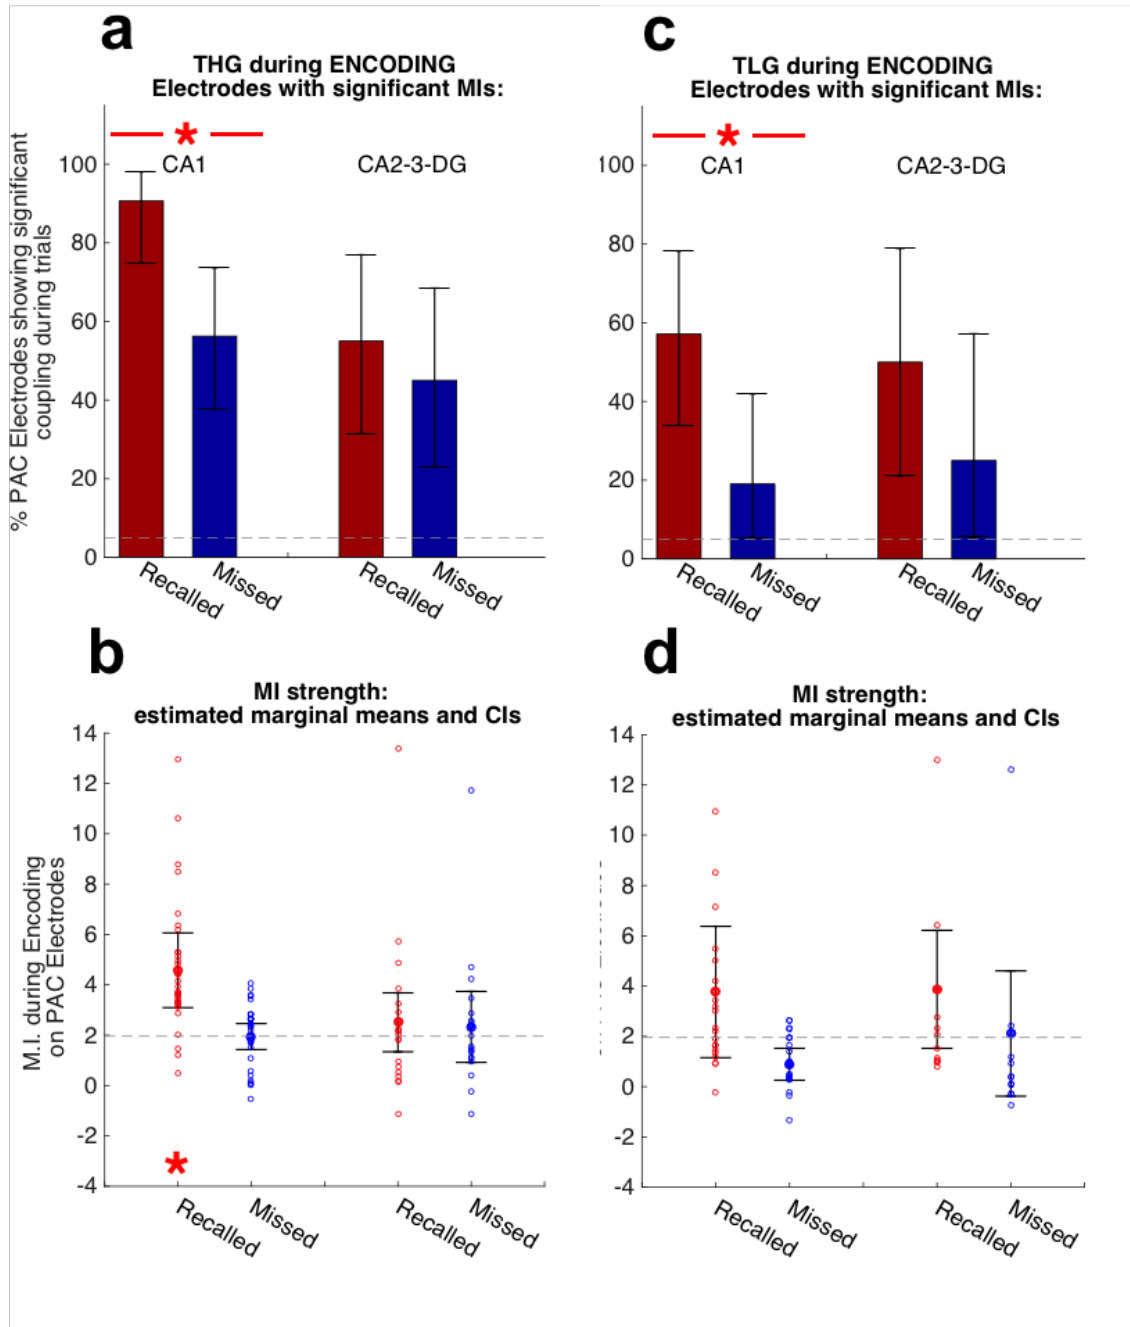 a
THG during ENCODING
Electrodes with significant MIs:
*
CA1
CA2-3-DG
% PAC Electrodes showing significant
coupling during trials
100
80
60
40
20
0
Recalled
Missed
Recalled
Missed
c
TLG during ENCODING
Electrodes with significant MIs:
*
CA1
CA2-3-DG
100
80
60
40
20
0
Recalled
Missed
Recalled
Missed
b
MI strength:
estimated marginal means and CIs
M.I. during Encoding
on PAC Electrodes
14
12
10
8
6
4
2
0
-2
-4
*
Recalled
Missed
Recalled
Missed
d
MI strength:
estimated marginal means and CIs
14
12
10
8
6
4
2
0
-2
-4
Recalled
Missed
Recalled
Missed